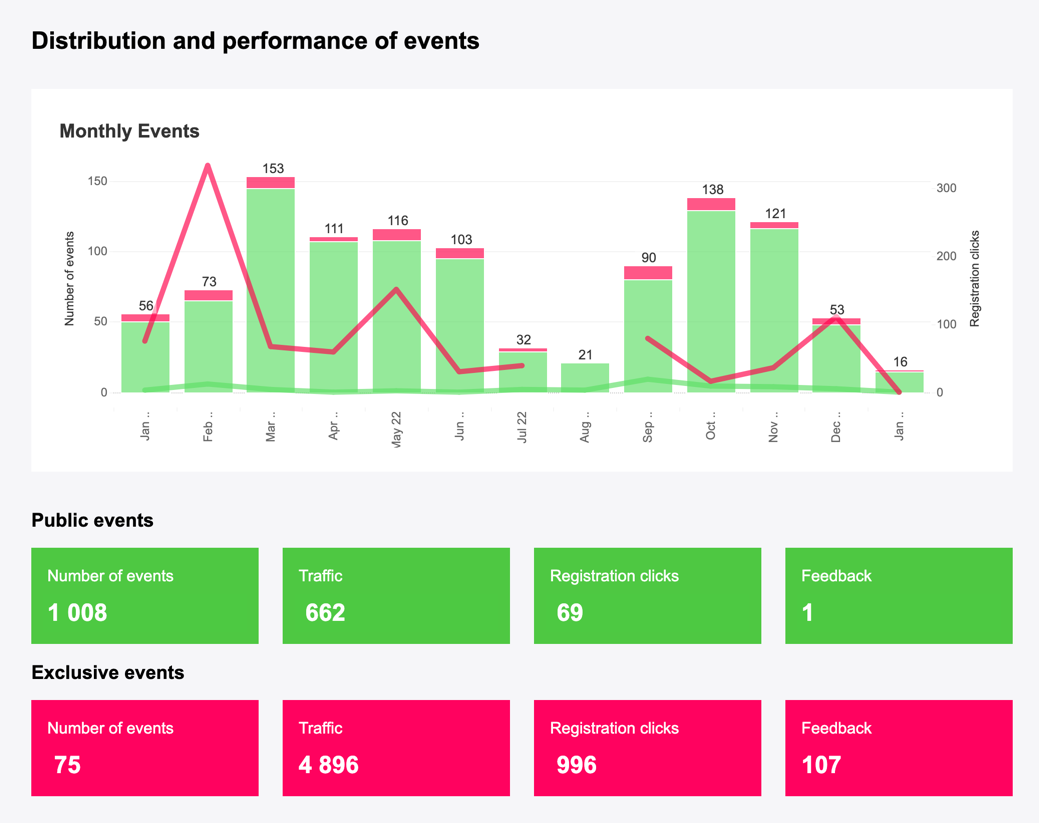 Distribution and performance of events
Monthly Events
Number of events
Registration clicks
150
100
50
0
300
200
100
0
56
73
153
111
116
103
32
21
90
138
121
53
16
Jan ..
Feb ..
Mar ..
Apr ..
May 22
Jun ..
Jul 22
Aug ..
Sep ..
Oct ..
Nov ..
Dec ..
Jan ..
Public events
Number of events
1 008
Traffic
662
Registration clicks
69
Feedback
1
Exclusive events
Number of events
75
Traffic
4 896
Registration clicks
996
Feedback
107